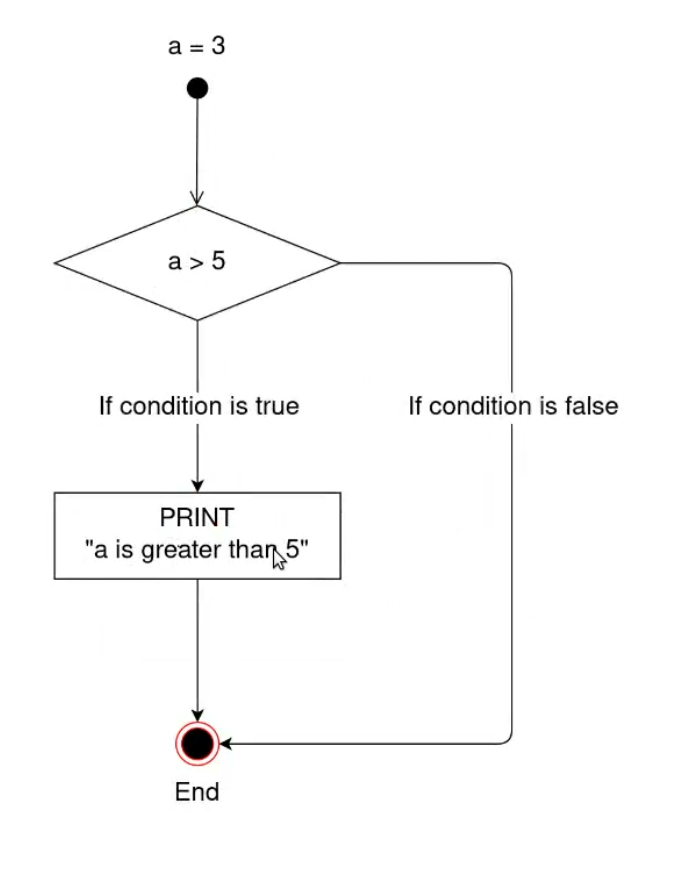 a = 3
a > 5
If condition is true
If condition is false
PRINT
"a is greater than 5"
End